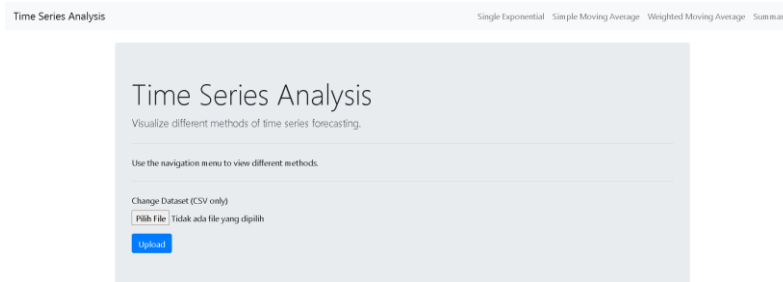 Time Series Analysis Single Exponential Simple Moving Average Weighted Moving Average Summar
Time Series Analysis
Visualize different methods of time series forecasting.
Use the navigation menu to view different methods.
Change Dataset (CSV only)
Pilih File Tidak ada file yang dipilih
Upload